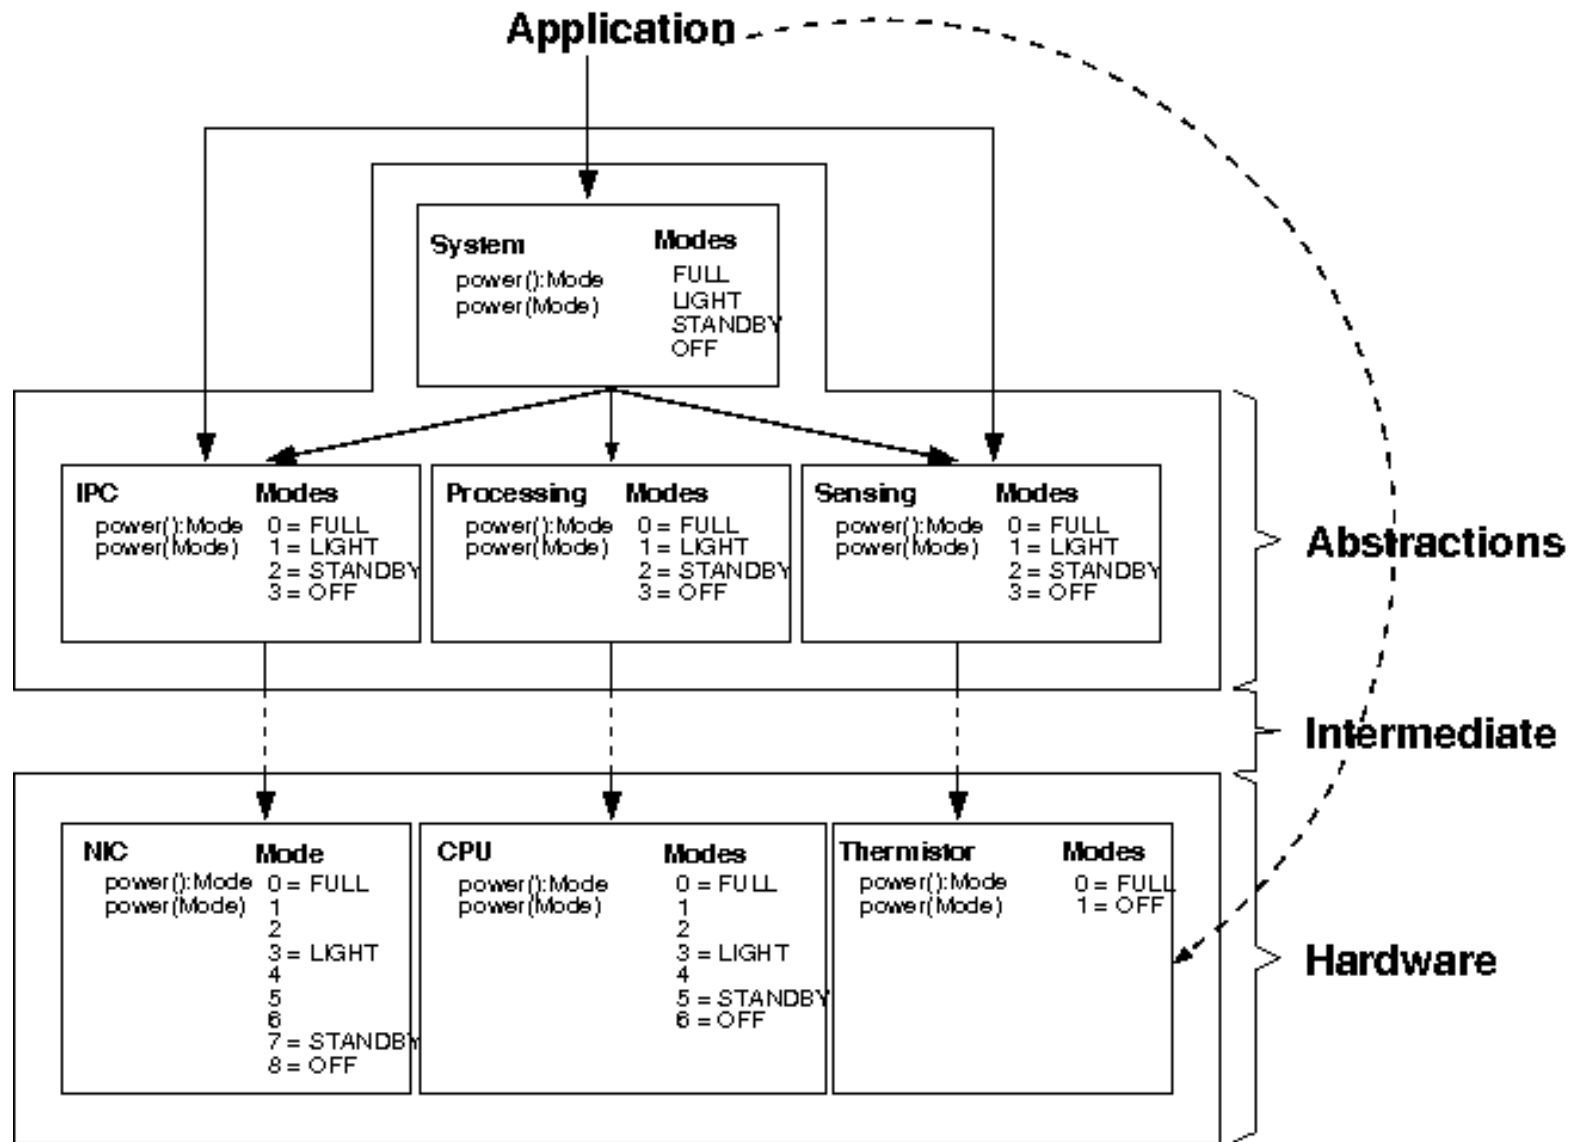 Application
System
power():Mode
power(Mode)
Modes
FULL
LIGHT
STANDBY
OFF
IPC
power():Mode
power(Mode)
Modes
0 = FULL
1 = LIGHT
2 = STANDBY
3 = OFF
Processing
power():Mode
power(Mode)
Modes
0 = FULL
1 = LIGHT
2 = STANDBY
3 = OFF
Sensing
power():Mode
power(Mode)
Modes
0 = FULL
1 = LIGHT
2 = STANDBY
3 = OFF
Abstractions
Intermediate
NIC
power():Mode
power(Mode)
Mode
0 = FULL
1
2
3 = LIGHT
4
5
6
7 = STANDBY
8 = OFF
CPU
power():Mode
power(Mode)
Modes
0 = FULL
1
2
3 = LIGHT
4
5 = STANDBY
6 = OFF
Thermistor
power():Mode
power(Mode)
Modes
0 = FULL
1 = OFF
Hardware